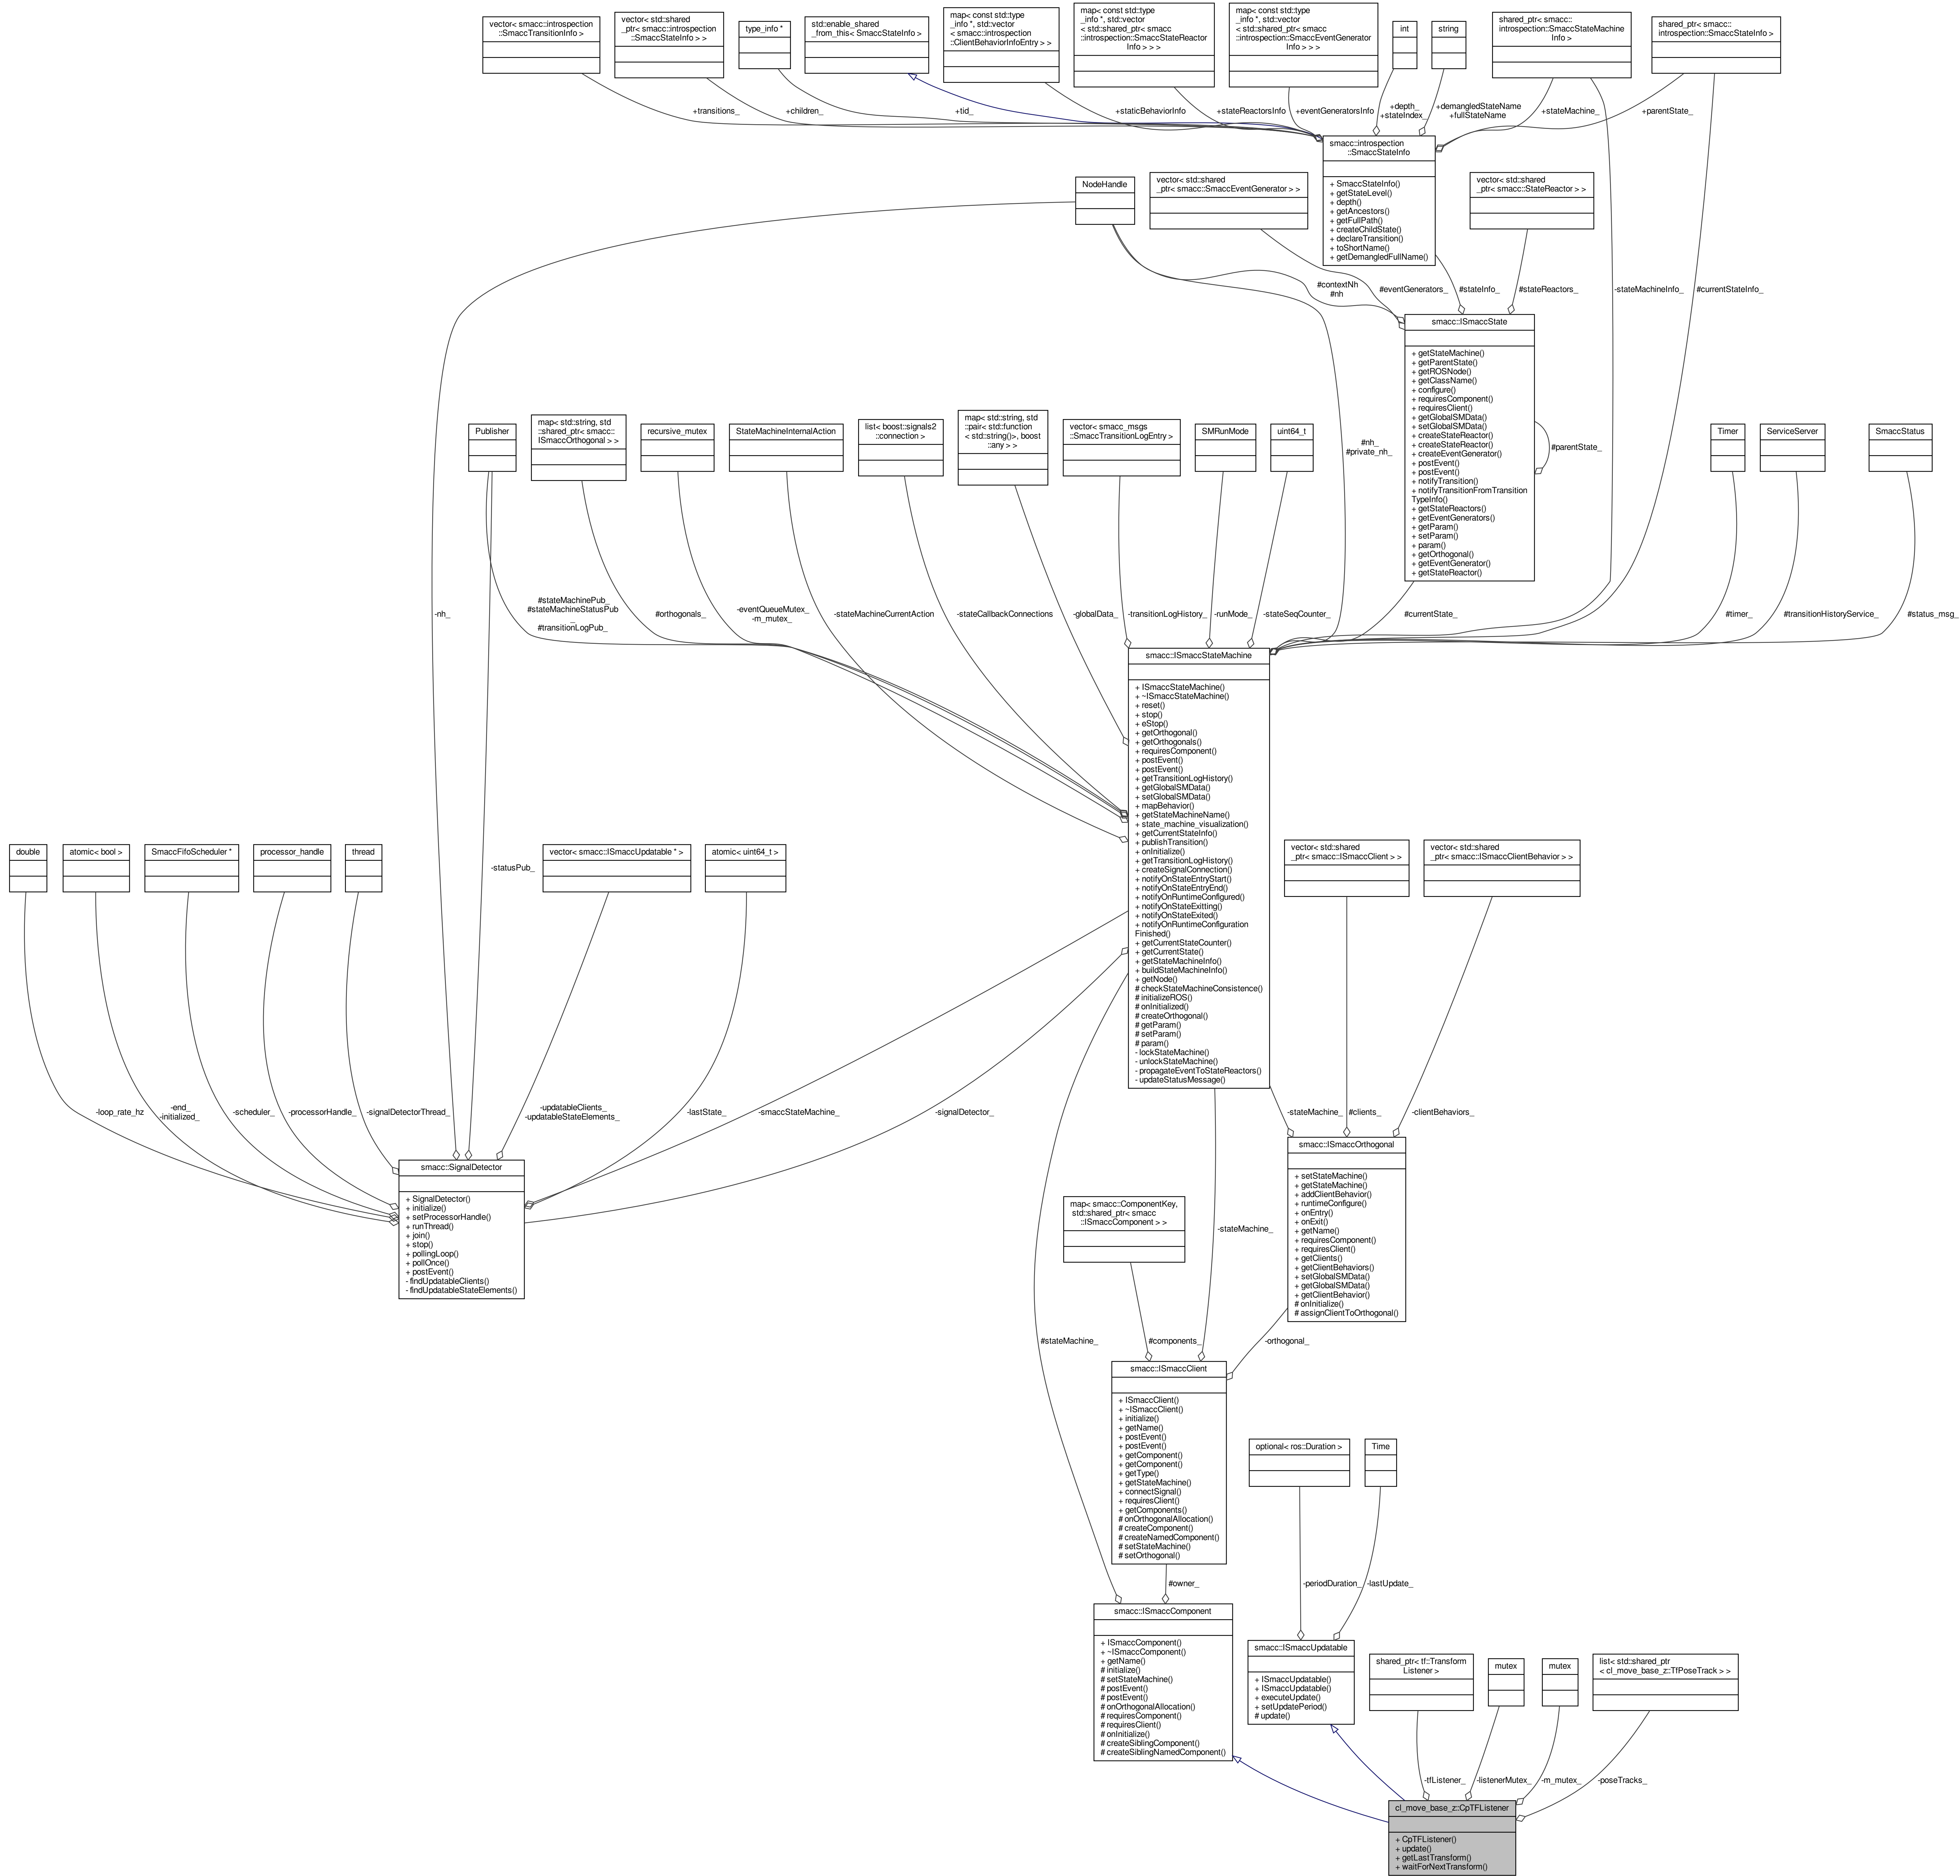 vector< smacc::introspection
::SmaccTransitionInfo >
vector< std::shared
_ptr< smacc::introspection
::SmaccStateInfo > >
type_info *
std::enable_shared
_from_this< SmaccStateInfo >
map< const std::type
_info *, std::vector
< smacc::introspection
::ClientBehaviorInfoEntry > >
map< const std::type
_info *, std::vector
< std::shared_ptr< smacc
::introspection::SmaccStateReactor
Info > > >
map< const std::type
_info *, std::vector
< std::shared_ptr< smacc
::introspection::SmaccEventGenerator
Info > > >
int
string
shared_ptr< smacc::
introspection::SmaccStateMachine
Info >
shared_ptr< smacc::
introspection::SmaccStateInfo >
+transitions_
+children_
+tid_
+staticBehaviorInfo
+stateReactorsInfo
+eventGeneratorsInfo
+depth_
+stateIndex_
+demangledStateName
+fullStateName
+stateMachine_
+parentState_
smacc::introspection
::SmaccStateInfo
+ SmaccStateInfo()
+ getStateLevel()
+ depth()
+ getAncestors()
+ getFullPath()
+ createChildState()
+ declareTransition()
+ toShortName()
+ getDemangledFullName()
NodeHandle
vector< std::shared
_ptr< smacc::SmaccEventGenerator > >
vector< std::shared
_ptr< smacc::StateReactor > >
#contextNh
#nh
#eventGenerators_
#stateInfo_
#stateReactors_
-stateMachineInfo_
#currentStateInfo_
smacc::ISmaccState
+ getStateMachine()
+ getParentState()
+ getROSNode()
+ getClassName()
+ configure()
+ requiresComponent()
+ requiresClient()
+ getGlobalSMData()
+ setGlobalSMData()
+ createStateReactor()
+ createStateReactor()
+ createEventGenerator()
+ postEvent()
+ postEvent()
+ notifyTransition()
+ notifyTransitionFromTransition
TypeInfo()
+ getStateReactors()
+ getEventGenerators()
+ getParam()
+ setParam()
+ param()
+ getOrthogonal()
+ getEventGenerator()
+ getStateReactor()
#parentState_
Publisher
map< std::string, std
::shared_ptr< smacc::
ISmaccOrthogonal > >
recursive_mutex
StateMachineInternalAction
list< boost::signals2
::connection >
map< std::string, std
::pair< std::function
< std::string()>, boost
::any > >
vector< smacc_msgs
::SmaccTransitionLogEntry >
SMRunMode
uint64_t
#nh_
#private_nh_
Timer
ServiceServer
SmaccStatus
-nh_
#stateMachinePub_
#stateMachineStatusPub
_
#transitionLogPub_
#orthogonals_
-eventQueueMutex_
-m_mutex_
-stateMachineCurrentAction
-stateCallbackConnections
-globalData_
-transitionLogHistory_
-runMode_
-stateSeqCounter_
#currentState_
#timer_
#transitionHistoryService_
#status_msg_
smacc::ISmaccStateMachine
+ ISmaccStateMachine()
+ ~ISmaccStateMachine()
+ reset()
+ stop()
+ eStop()
+ getOrthogonal()
+ getOrthogonals()
+ requiresComponent()
+ postEvent()
+ postEvent()
+ getTransitionLogHistory()
+ getGlobalSMData()
+ setGlobalSMData()
+ mapBehavior()
+ getStateMachineName()
+ state_machine_visualization()
+ getCurrentStateInfo()
+ publishTransition()
+ onInitialize()
+ getTransitionLogHistory()
+ createSignalConnection()
+ notifyOnStateEntryStart()
+ notifyOnStateEntryEnd()
+ notifyOnRuntimeConfigured()
+ notifyOnStateExitting()
+ notifyOnStateExited()
+ notifyOnRuntimeConfiguration
Finished()
+ getCurrentStateCounter()
+ getCurrentState()
+ getStateMachineInfo()
+ buildStateMachineInfo()
+ getNode()
# checkStateMachineConsistence()
# initializeROS()
# onInitialized()
# createOrthogonal()
# getParam()
# setParam()
# param()
- lockStateMachine()
- unlockStateMachine()
- propagateEventToStateReactors()
- updateStatusMessage()
double
atomic< bool >
SmaccFifoScheduler *
processor_handle
thread
-statusPub_
vector< smacc::ISmaccUpdatable * >
atomic< uint64_t >
vector< std::shared
_ptr< smacc::ISmaccClient > >
vector< std::shared
_ptr< smacc::ISmaccClientBehavior > >
-loop_rate_hz
-end_
-initialized_
-scheduler_
-processorHandle_
-signalDetectorThread_
-updatableClients_
-updatableStateElements_
-lastState_
-smaccStateMachine_
-signalDetector_
-stateMachine_
#clients_
-clientBehaviors_
smacc::SignalDetector
+ SignalDetector()
+ initialize()
+ setProcessorHandle()
+ runThread()
+ join()
+ stop()
+ pollingLoop()
+ pollOnce()
+ postEvent()
- findUpdatableClients()
- findUpdatableStateElements()
smacc::ISmaccOrthogonal
+ setStateMachine()
+ getStateMachine()
+ addClientBehavior()
+ runtimeConfigure()
+ onEntry()
+ onExit()
+ getName()
+ requiresComponent()
+ requiresClient()
+ getClients()
+ getClientBehaviors()
+ setGlobalSMData()
+ getGlobalSMData()
+ getClientBehavior()
# onInitialize()
# assignClientToOrthogonal()
map< smacc::ComponentKey,
std::shared_ptr< smacc
::ISmaccComponent > >
-stateMachine_
#stateMachine_
#components_
-orthogonal_
smacc::ISmaccClient
+ ISmaccClient()
+ ~ISmaccClient()
+ initialize()
+ getName()
+ postEvent()
+ postEvent()
+ getComponent()
+ getComponent()
+ getType()
+ getStateMachine()
+ connectSignal()
+ requiresClient()
+ getComponents()
# onOrthogonalAllocation()
# createComponent()
# createNamedComponent()
# setStateMachine()
# setOrthogonal()
optional< ros::Duration >
Time
#owner_
-periodDuration_
-lastUpdate_
smacc::ISmaccComponent
+ ISmaccComponent()
+ ~ISmaccComponent()
+ getName()
# initialize()
# setStateMachine()
# postEvent()
# postEvent()
# onOrthogonalAllocation()
# requiresComponent()
# requiresClient()
# onInitialize()
# createSiblingComponent()
# createSiblingNamedComponent()
smacc::ISmaccUpdatable
+ ISmaccUpdatable()
+ ISmaccUpdatable()
+ executeUpdate()
+ setUpdatePeriod()
# update()
shared_ptr< tf::Transform
Listener >
mutex
mutex
list< std::shared_ptr
< cl_move_base_z::TfPoseTrack > >
-tfListener_
-listenerMutex_
-m_mutex_
-poseTracks_
cl_move_base_z::CpTFListener
+ CpTFListener()
+ update()
+ getLastTransform()
+ waitForNextTransform()